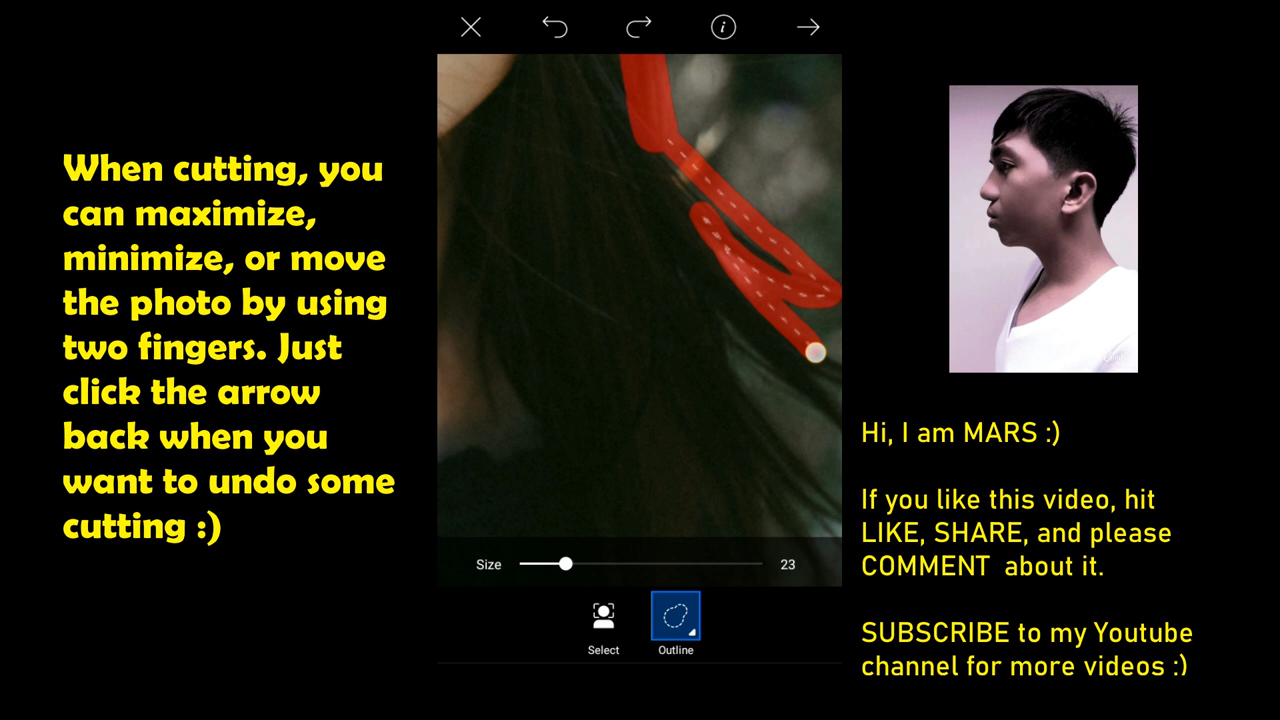 When cutting, you
can maximize,
minimize, or move
the photo by using
two fingers. Just
click the arrow
back when you
want to undo some
cutting :)
Size
23
Select
Outline
Hi, I am MARS :)
If you like this video, hit
LIKE, SHARE, and please
COMMENT about it.
SUBSCRIBE to my Youtube
channel for more videos :)